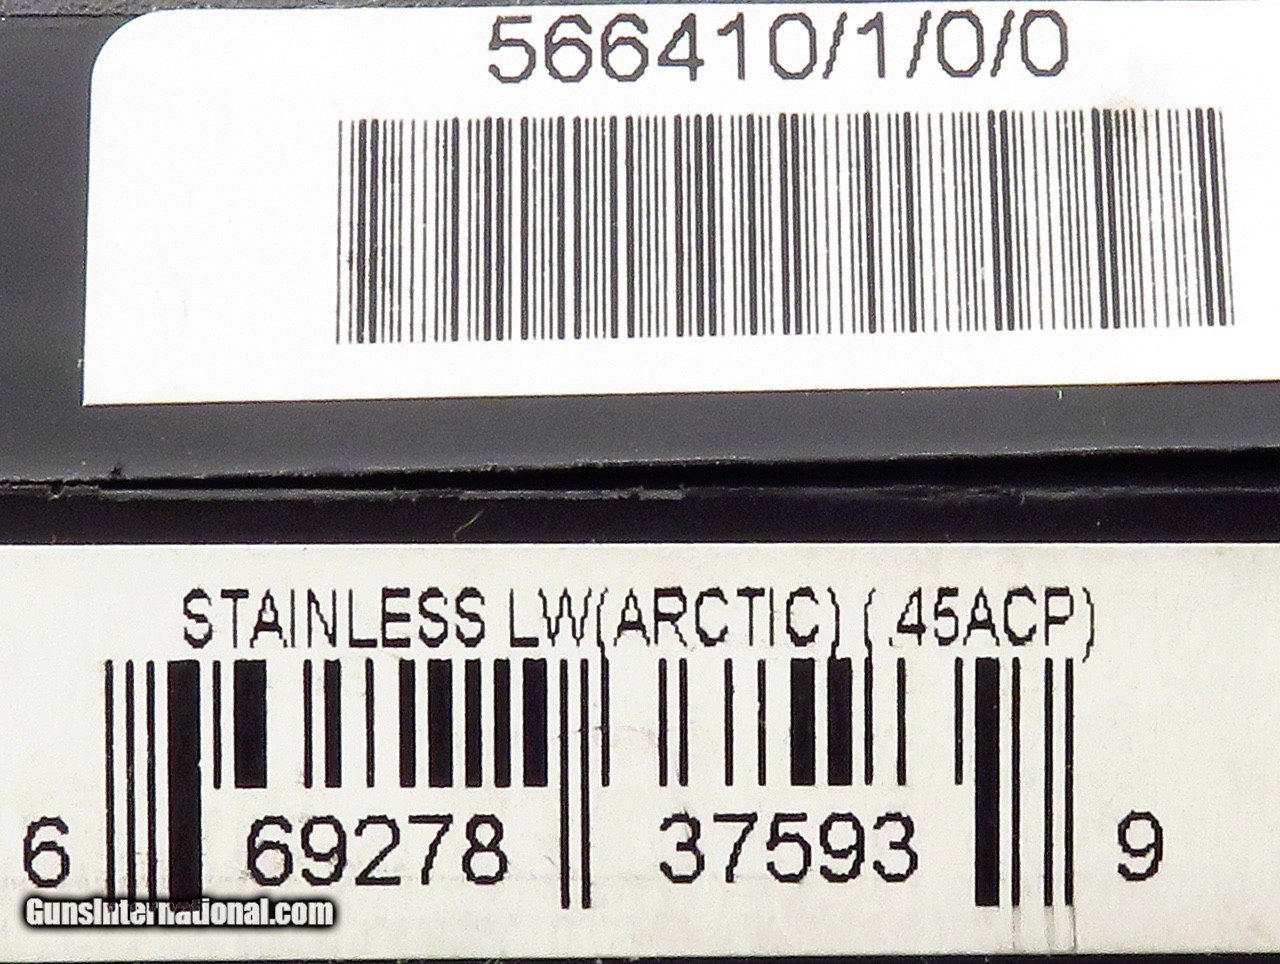 566410/1/0/0
STAINLESS LW(ARCTIC) (.45ACP)
6 69278 37593 9
GunsInternational.com